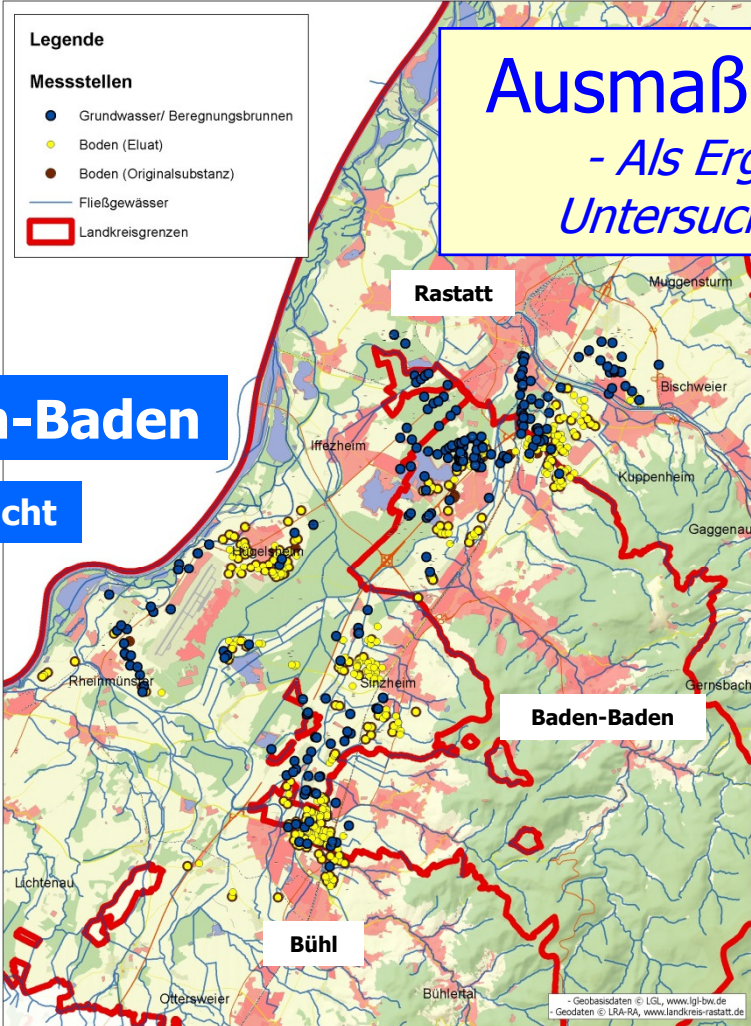 Legende
Messstellen
Grundwasser/ Beregnungsbrunnen
Boden (Eluat)
Boden (Originalsubstanz)
Fließgewässer
Landkreisgrenzen
Ausmaß
- Als Erg
Untersuch
Rastatt
Muggensturm
Bischweier
n-Baden
Iffezheim
Kuppenheim
cht
Gaggenau
Hügelsheim
Rheinmünster
Sinzheim
Gernsbach
Baden-Baden
Lichtenau
Bühl
Ottersweier
Bühlertal
- Geobasisdaten © LGL, www.lgl-bw.de
- Geodaten © LRA-RA, www.landkreis-rastatt.de